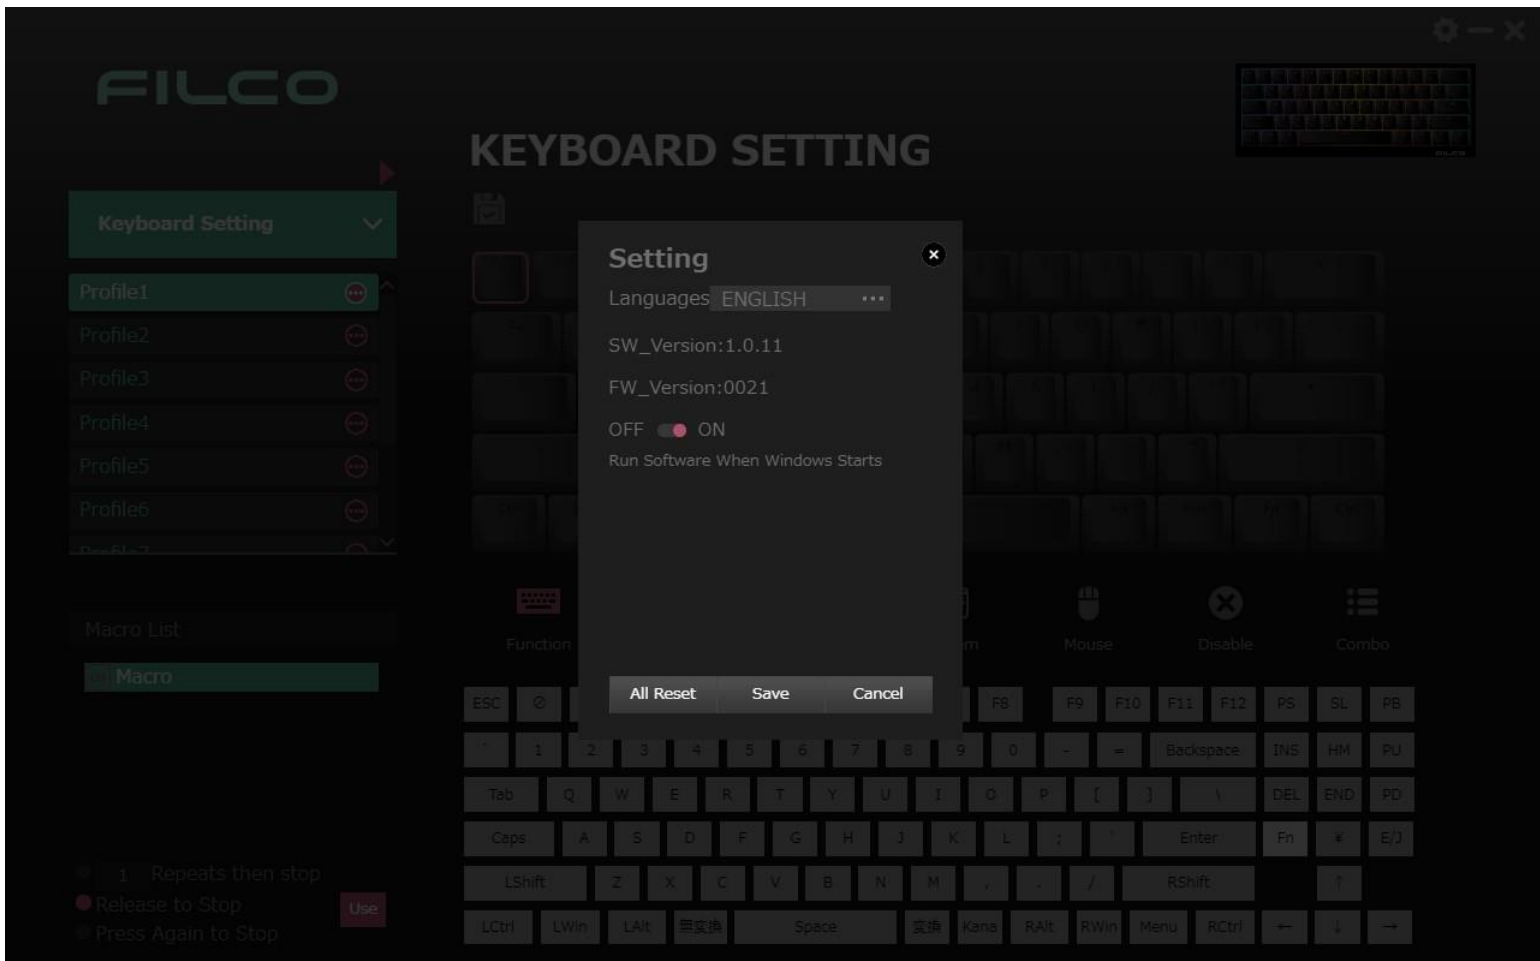 FILCO
KEYBOARD SETTING
FILCO
Keyboard Setting
Profile1
Profile2
Profile3
Profile4
Profile5
Profile6
Profile7
Macro List
Macro
1 Repeats then stop
Release to Stop
Use
Press Again to Stop
Setting
Languages ENGLISH ...
SW_Version:1.0.11
FW_Version:0021
OFF ON
Run Software When Windows Starts
All Reset Save Cancel
Function Mouse Disable Combo
ESC F8 F9 F10 F11 F12 PS SL PB
` 1 2 3 4 5 6 7 8 9 0 - = Backspace INS HM PU
Tab Q W E R T Y U I O P [ ] \ DEL END PD
Caps A S D F G H J K L ; ' Enter Fn ¥ E/J
LShift Z X C V B N M , . / RShift ↑
LCtrl LWin LAlt 無変換 Space 変換 Kana RAlt RWin Menu RCtrl ← ↓ →